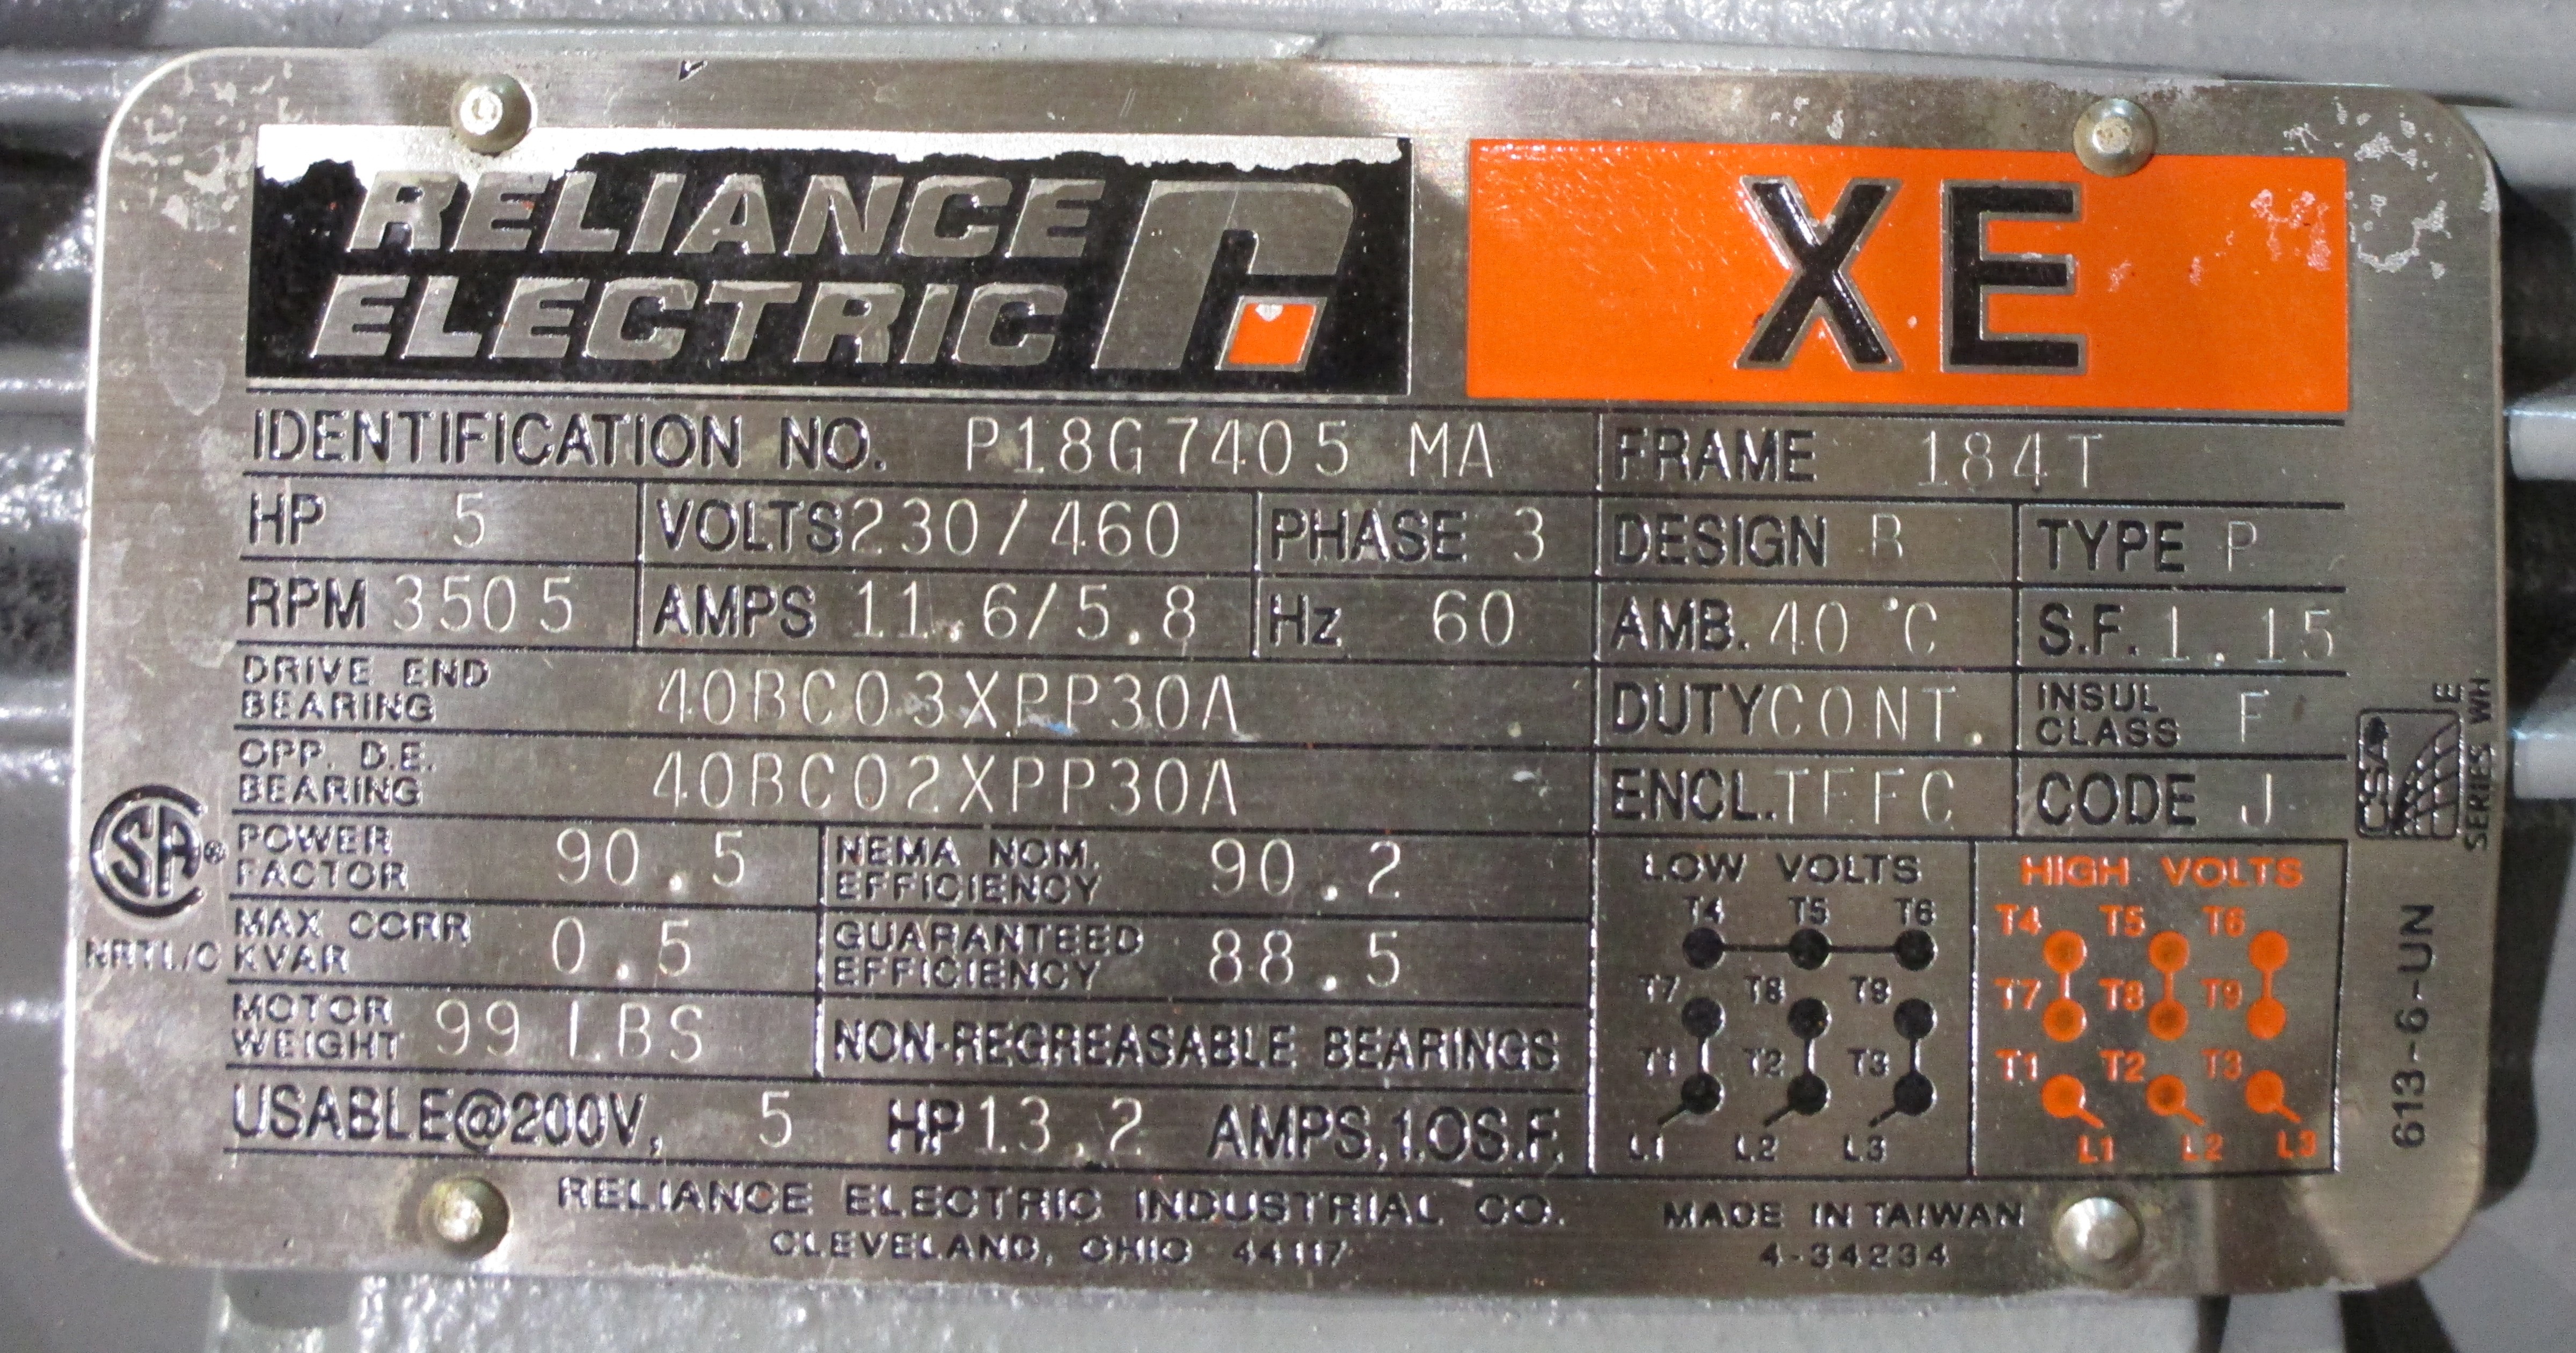 RELIANCE
ELECTRIC
XE
IDENTIFICATION NO. P18G7405 MA FRAME 184T
HP 5 VOLTS 230/460 PHASE 3 DESIGN B TYPE P
RPM 3505 AMPS 11.6/5.8 Hz 60 AMB. 40°C S.F. 1.15
DRIVE END
BEARING 40BC03XPP30A DUTY CONT. INSUL
CLASS F
OPP. D.E.
BEARING 40BC02XPP30A ENCL. TEFC CODE J
POWER
FACTOR 90.5 NEMA NOM.
EFFICIENCY 90.2
MAX CORR
KVAR 0.5 GUARANTEED
EFFICIENCY 88.5
MOTOR
WEIGHT 99 LBS NON-REGREASABLE BEARINGS
USABLE@200V, 5 HP 13.2 AMPS, 1.0 S.F.
LOW VOLTS
T4 T5 T6
T7 T8 T9
T1 T2 T3
L1 L2 L3
HIGH VOLTS
T4 T5 T6
T7 T8 T9
T1 T2 T3
L1 L2 L3
RELIANCE ELECTRIC INDUSTRIAL CO.
CLEVELAND, OHIO 44117
MADE IN TAIWAN
4-34234
SA®
NRTL/C
CSA
E
SERIES WH
613-6-UN